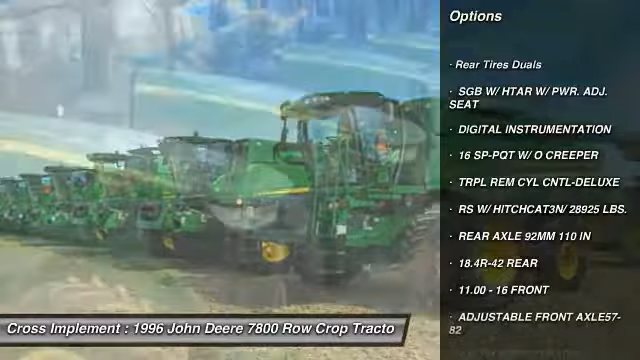 Options
· Rear Tires Duals
· SGB W/ HTAR W/ PWR. ADJ.
SEAT
· DIGITAL INSTRUMENTATION
· 16 SP-PQT W/ O CREEPER
· TRPL REM CYL CNTL-DELUXE
· RS W/ HITCHCAT3N/ 28925 LBS.
· REAR AXLE 92MM 110 IN
· 18.4R-42 REAR
· 11.00 - 16 FRONT
· ADJUSTABLE FRONT AXLE57-
82
Cross Implement : 1996 John Deere 7800 Row Crop Tracto